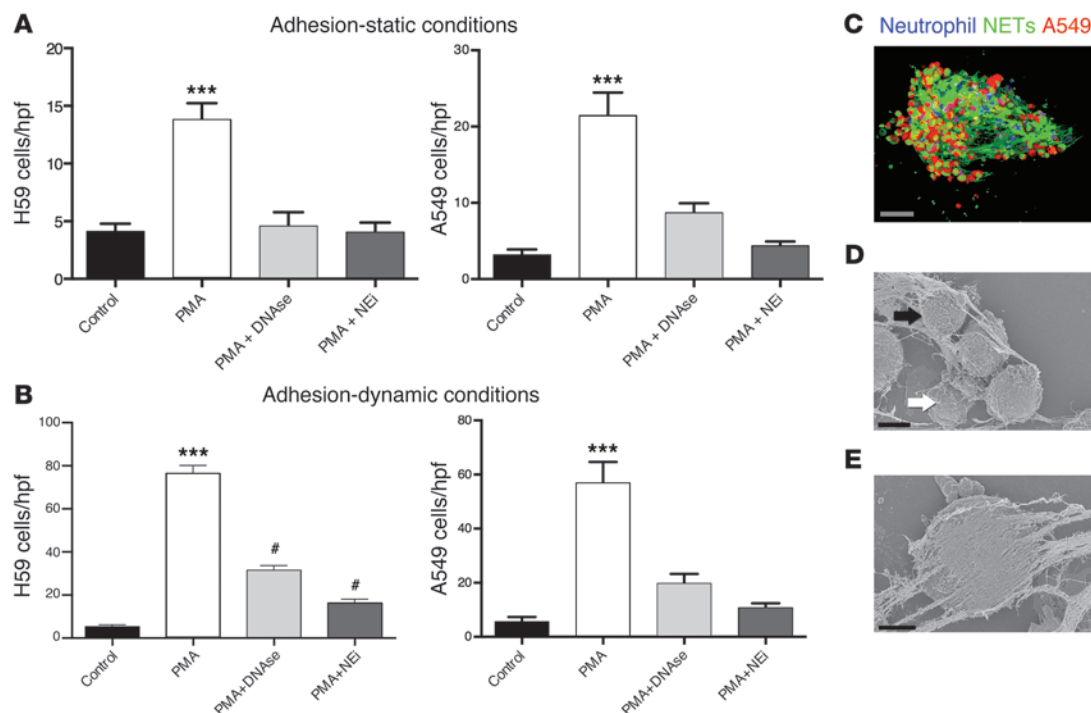 A
Adhesion-static conditions
H59 cells/hpf
20
15
10
5
0
***
Control
PMA
PMA + DNAse
PMA + NEi
A549 cells/hpf
30
20
10
0
***
Control
PMA
PMA + DNAse
PMA + NEi
B
Adhesion-dynamic conditions
H59 cells/hpf
100
80
60
40
20
0
***
#
#
Control
PMA
PMA+DNAse
PMA+NEi
A549 cells/hpf
80
60
40
20
0
***
Control
PMA
PMA+DNAse
PMA+NEi
C Neutrophil NETs A549
D
E